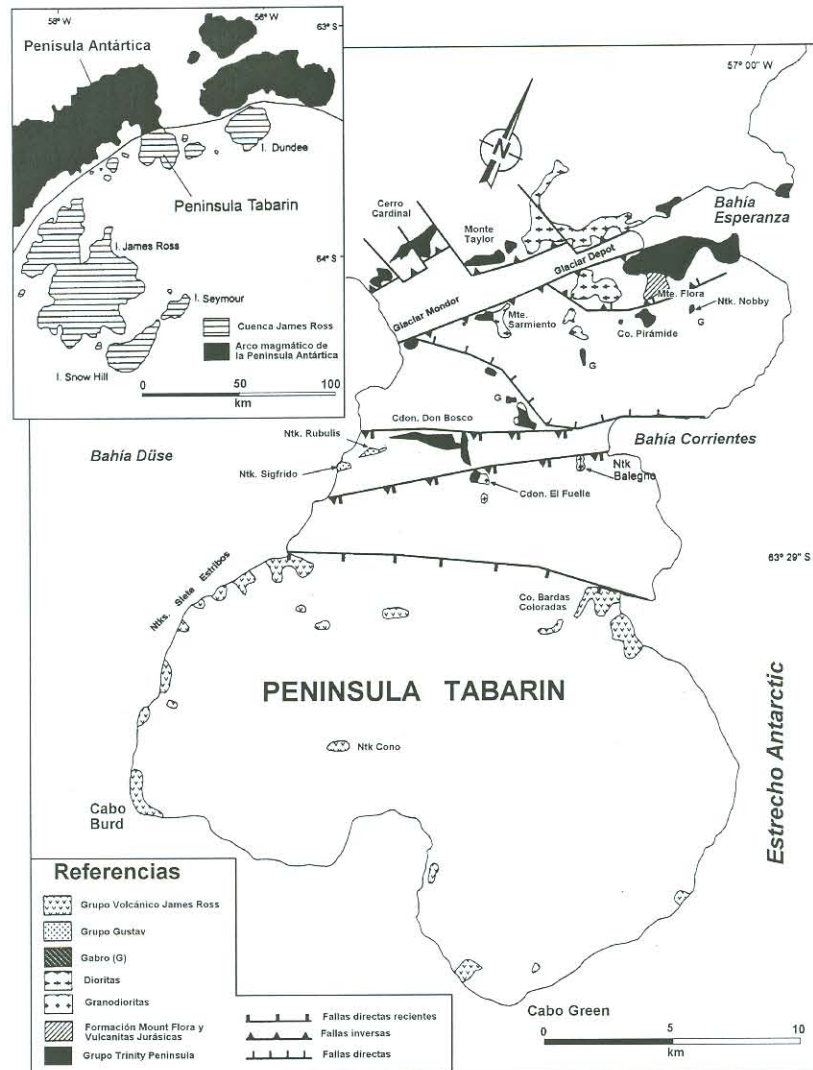 58° W
56° W
63° S
Penísula Antártica
I. Dundee
Peninsula Tabarin
64° S
I. James Ross
I. Seymour
I. Snow Hill
Cuenca James Ross
Arco magmático de
la Peninsula Antártica
0 50 100
km
57° 00" W
N
Cerro
Cardinal
Monte
Taylor
Bahía
Esperanza
Glaciar Depot
Glaciar Mondor
Mte. Flora
Ntk. Nobby
Mte.
Sarmiento
Co. Pirámide
G
G
G
Cdon. Don Bosco
Ntk. Rubulis
Bahía Düse
Bahía Corrientes
Ntk. Sigfrido
Ntk
Balegno
Cdon. El Fuelle
63° 29" S
Ntks. Siete Estribos
Co. Bardas
Coloradas
PENINSULA TABARIN
Ntk Cono
Cabo
Burd
Estrecho Antarctic
Referencias
Grupo Volcánico James Ross
Grupo Gustav
Gabro (G)
Dioritas
Granodioritas
Formación Mount Flora y
Vulcanitas Jurásicas
Grupo Trinity Peninsula
Fallas directas recientes
Fallas inversas
Fallas directas
Cabo Green
0 5 10
km